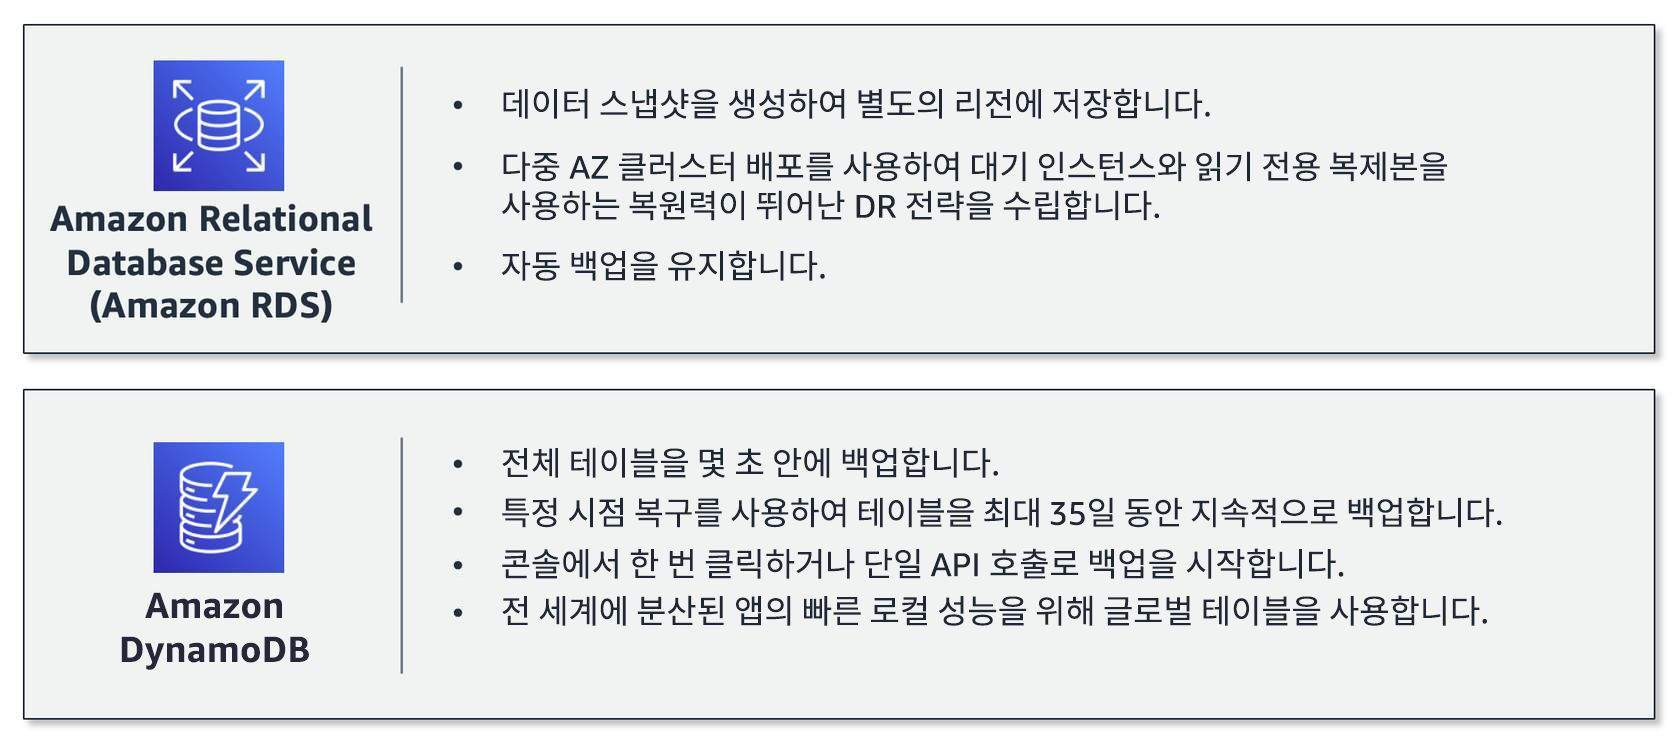 Amazon Relational
Database Service
(Amazon RDS)
• 데이터 스냅샷을 생성하여 별도의 리전에 저장합니다.
• 다중 AZ 클러스터 배포를 사용하여 대기 인스턴스와 읽기 전용 복제본을
사용하는 복원력이 뛰어난 DR 전략을 수립합니다.
• 자동 백업을 유지합니다.
Amazon
DynamoDB
• 전체 테이블을 몇 초 안에 백업합니다.
• 특정 시점 복구를 사용하여 테이블을 최대 35일 동안 지속적으로 백업합니다.
• 콘솔에서 한 번 클릭하거나 단일 API 호출로 백업을 시작합니다.
• 전 세계에 분산된 앱의 빠른 로컬 성능을 위해 글로벌 테이블을 사용합니다.